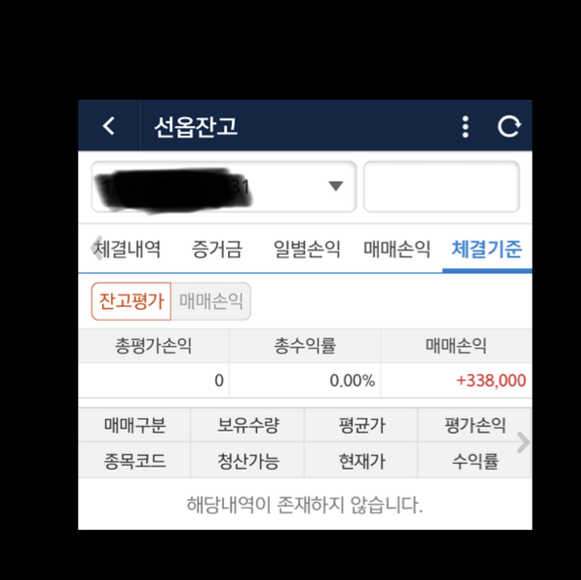 선옵잔고
체결내역 증거금 일별손익 매매손익 체결기준
잔고평가 매매손익
총평가손익 총수익률 매매손익
0 0.00% +338,000
매매구분 보유수량 평균가 평가손익
종목코드 청산가능 현재가 수익률
해당내역이 존재하지 않습니다.